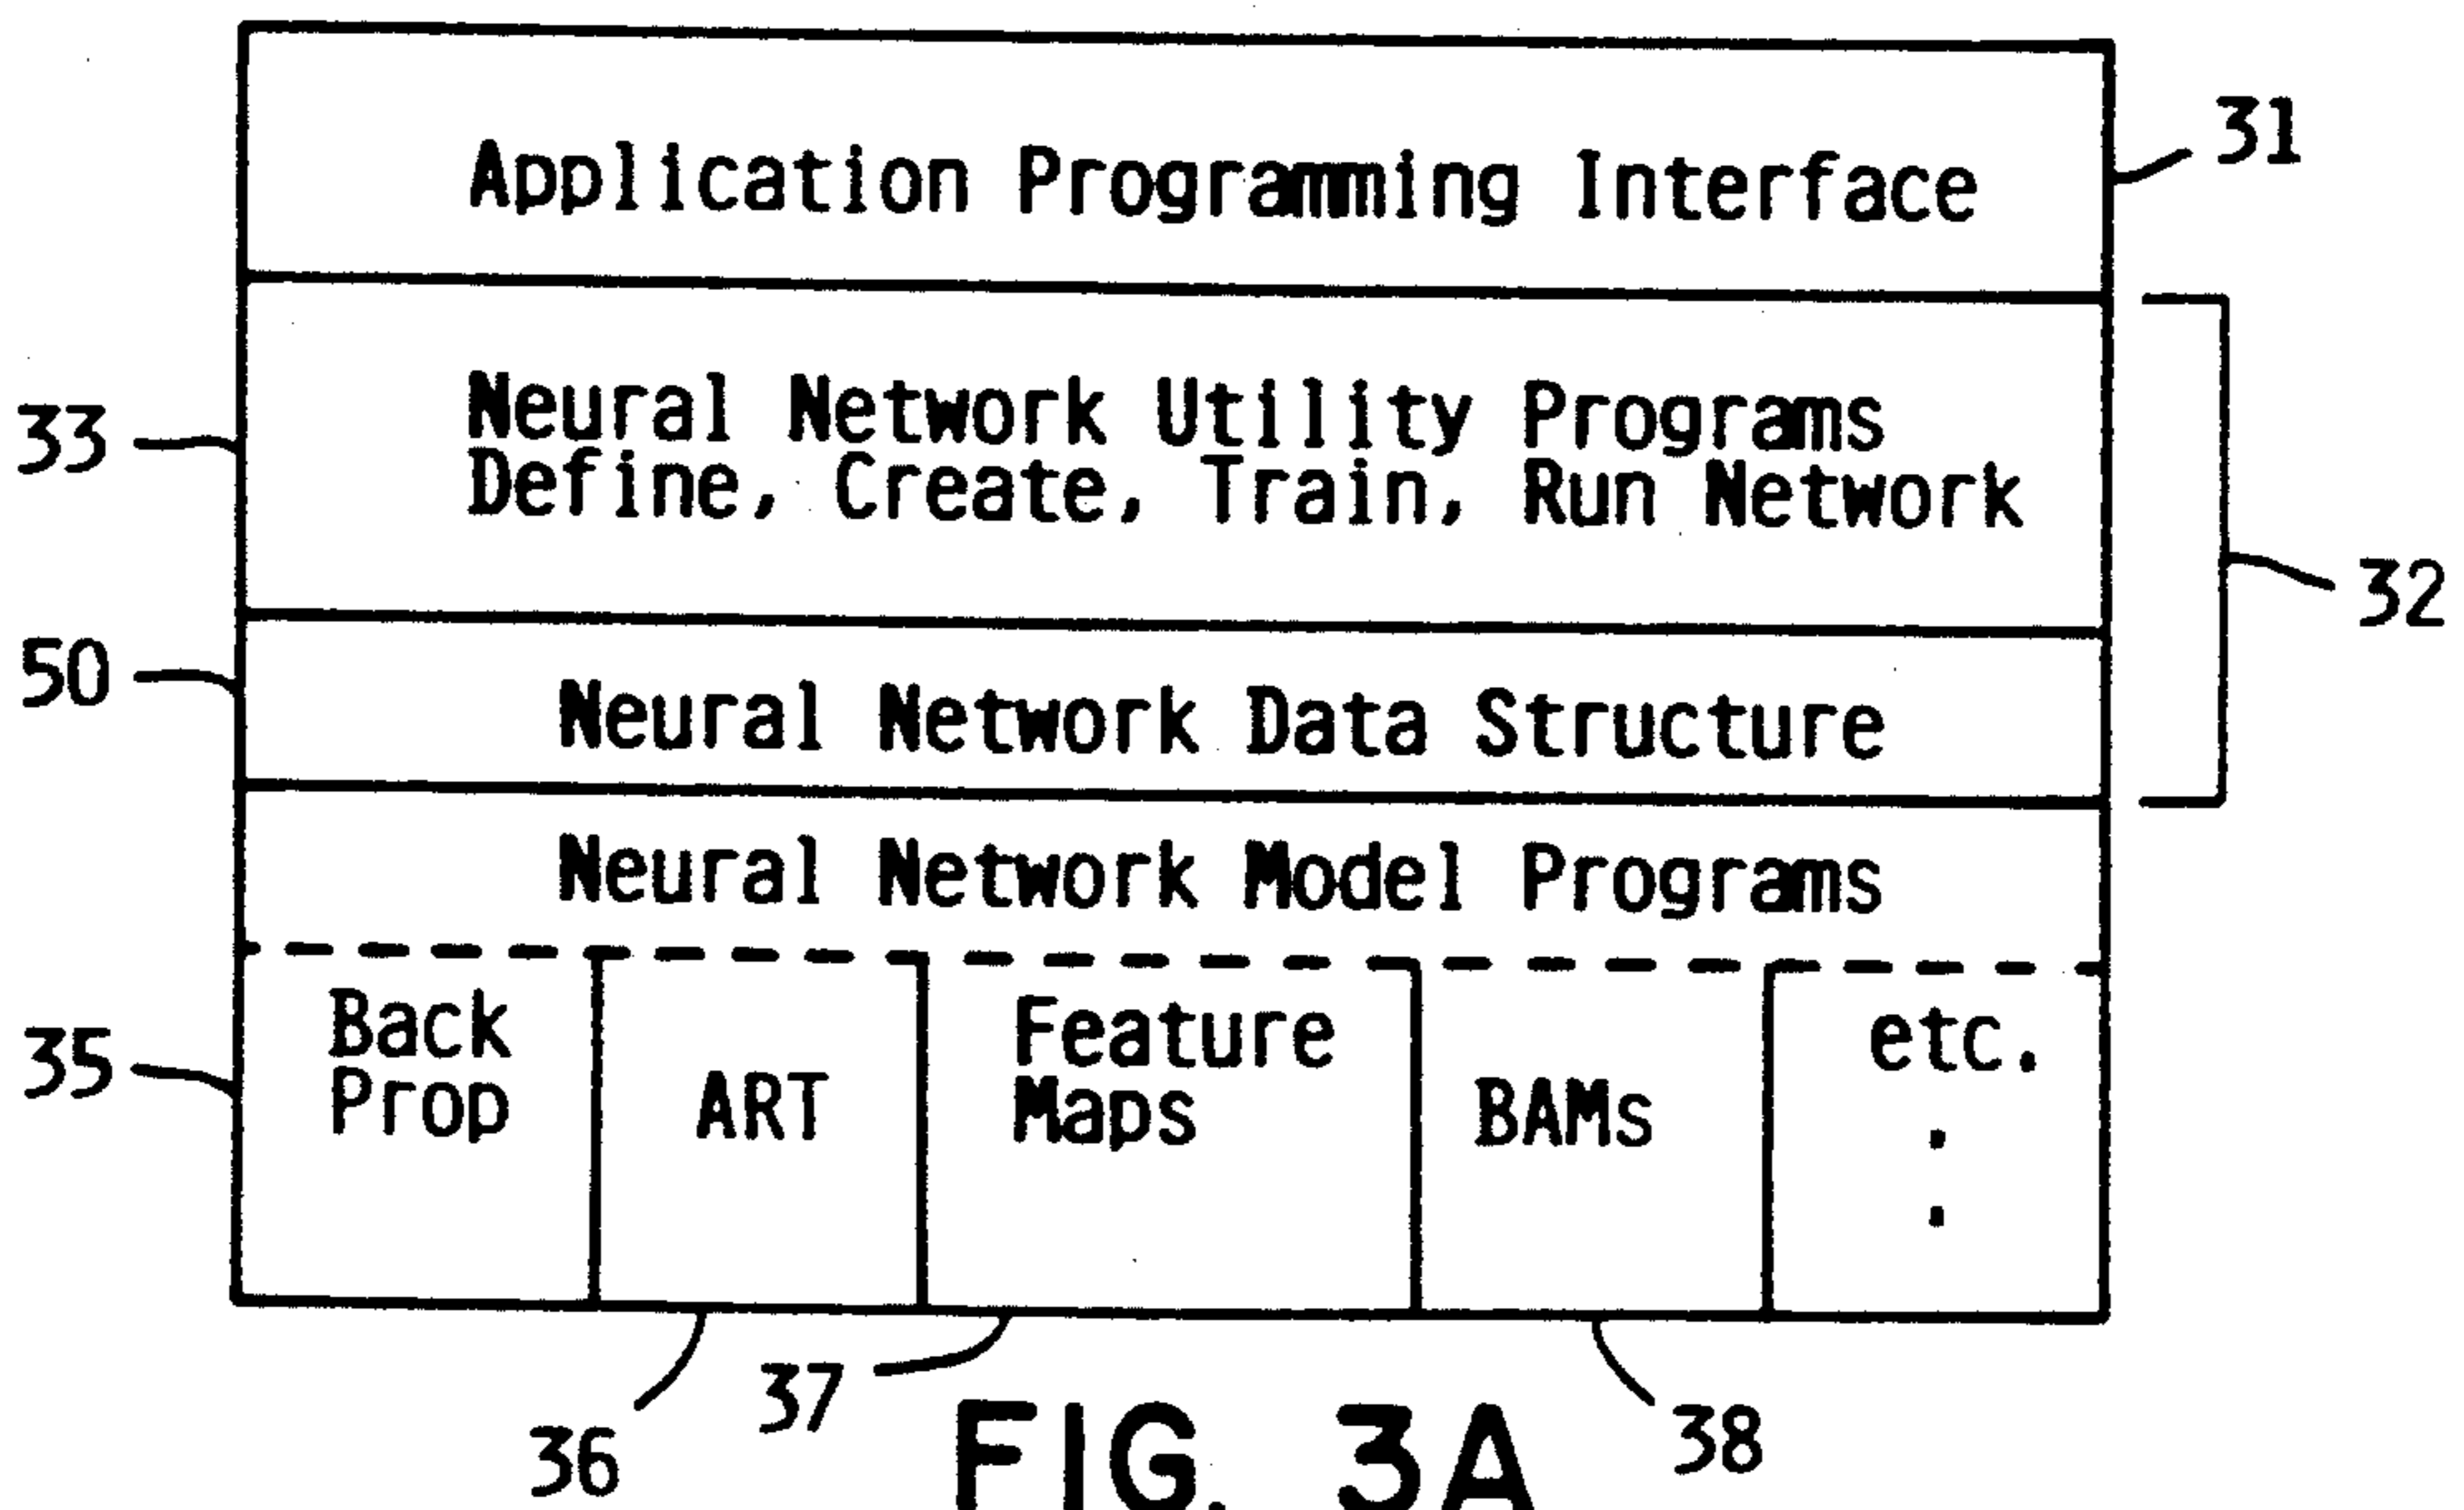 Application Programming Interface
31
Neural Network Utility Programs
Define, Create, Train, Run Network
33
32
50
Neural Network Data Structure
Neural Network Model Programs
Back
Prop
ART
Feature
Maps
BAMs
etc.
.
.
35
36
37
38
FIG. 3A